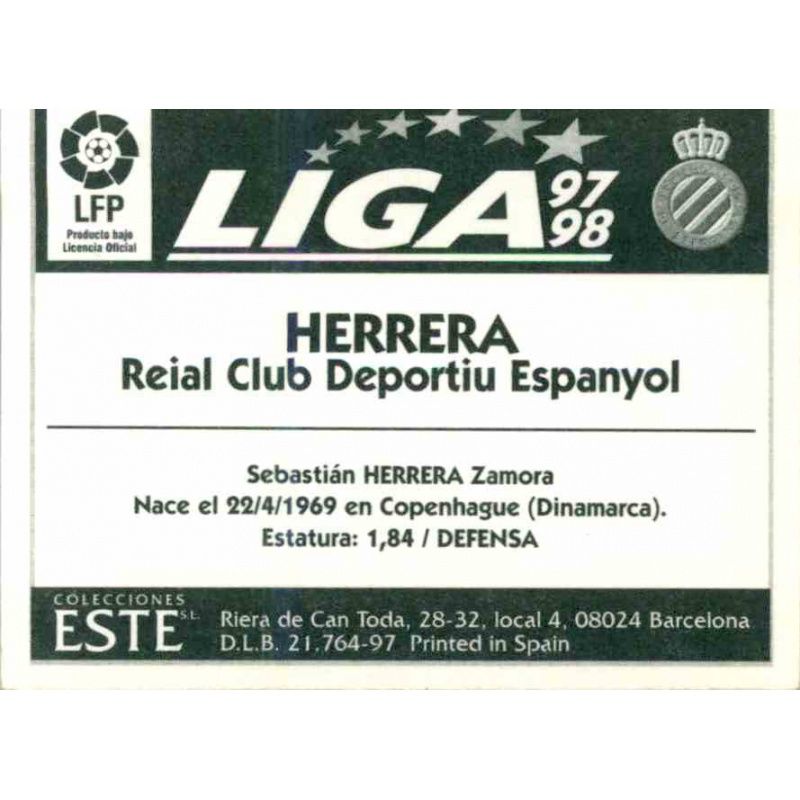 LFP
Producto bajo
Licencia Oficial
LIGA 97
98
HERRERA
Reial Club Deportiu Espanyol
Sebastián HERRERA Zamora
Nace el 22/4/1969 en Copenhague (Dinamarca).
Estatura: 1,84 / DEFENSA
COLECCIONES
ESTE S.L.
Riera de Can Toda, 28-32, local 4, 08024 Barcelona
D.L.B. 21.764-97 Printed in Spain